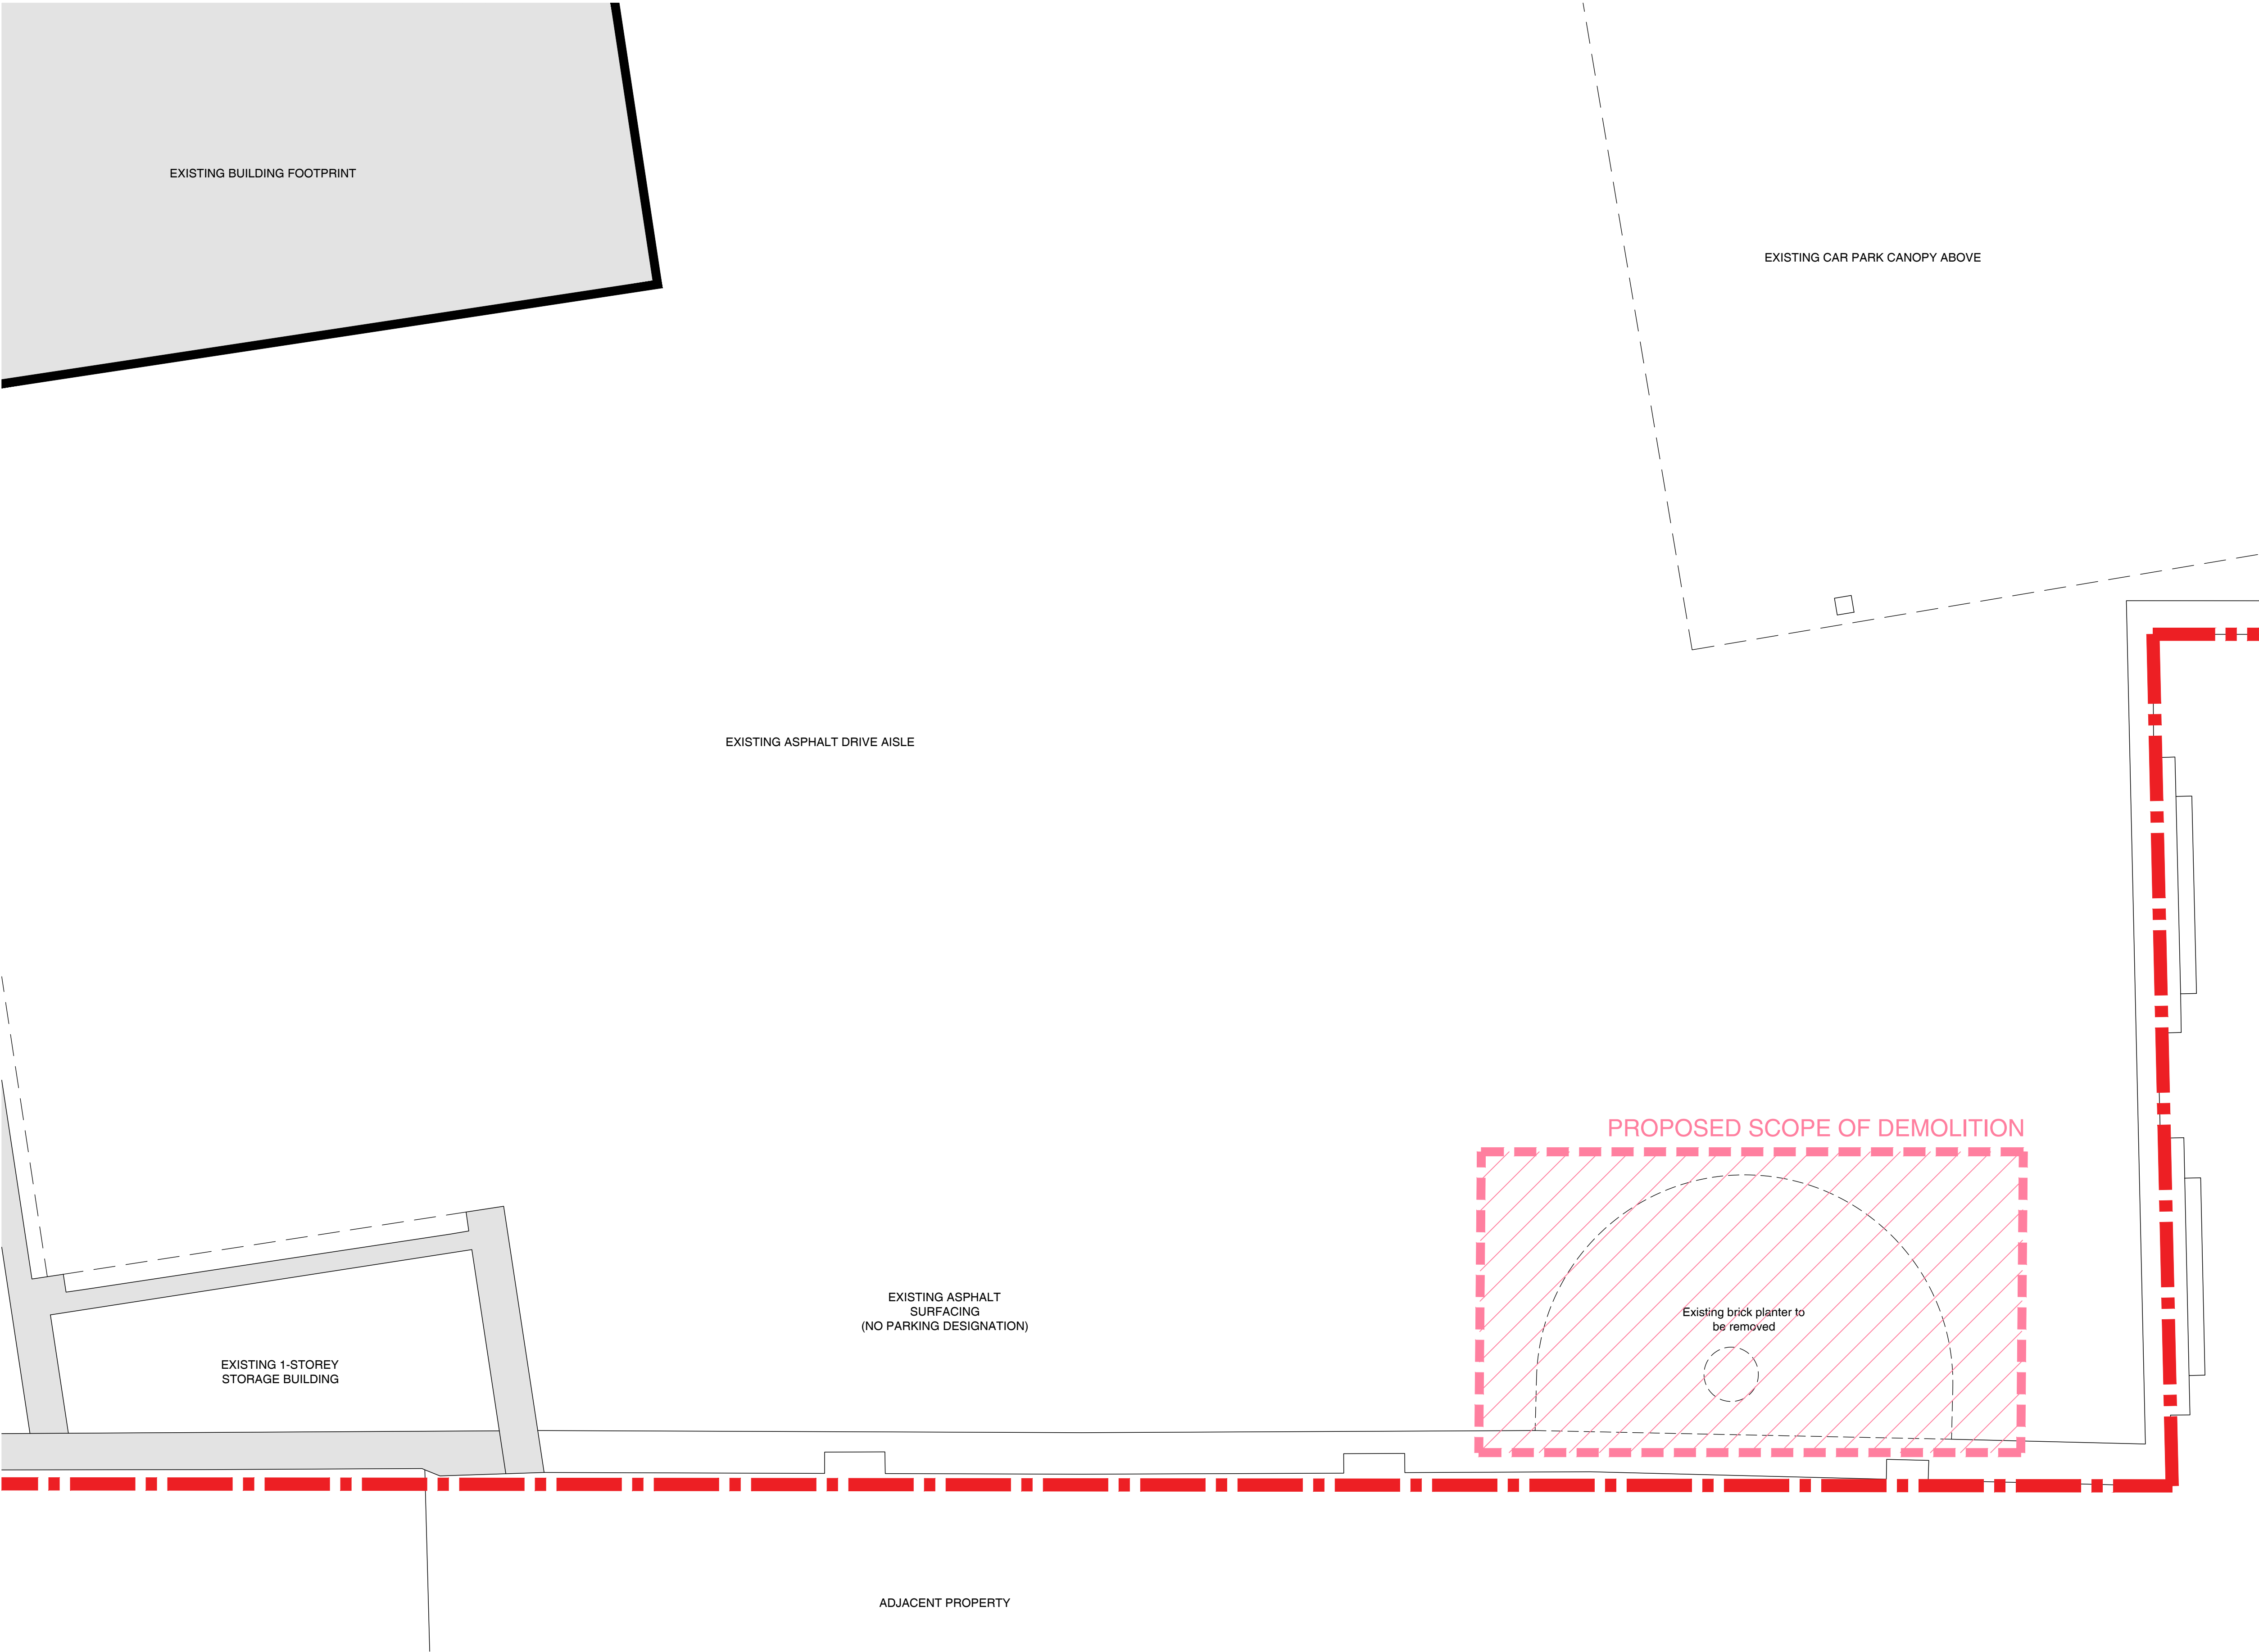 EXISTING BUILDING FOOTPRINT
EXISTING CAR PARK CANOPY ABOVE
EXISTING ASPHALT DRIVE AISLE
PROPOSED SCOPE OF DEMOLITION
EXISTING ASPHALT
SURFACING
(NO PARKING DESIGNATION)
Existing brick planter to
be removed
EXISTING 1-STOREY
STORAGE BUILDING
ADJACENT PROPERTY